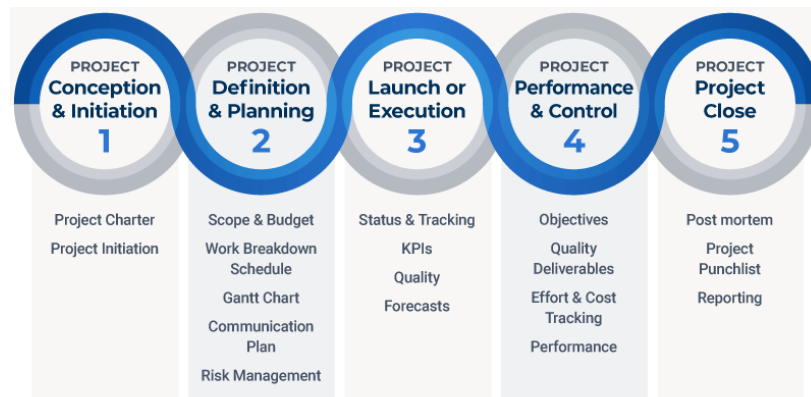 PROJECT
Conception
& Initiation
1
Project Charter
Project Initiation
PROJECT
Definition
& Planning
2
Scope & Budget
Work Breakdown
Schedule
Gantt Chart
Communication
Plan
Risk Management
PROJECT
Launch or
Execution
3
Status & Tracking
KPIs
Quality
Forecasts
PROJECT
Performance
& Control
4
Objectives
Quality
Deliverables
Effort & Cost
Tracking
Performance
PROJECT
Project
Close
5
Post mortem
Project
Punchlist
Reporting